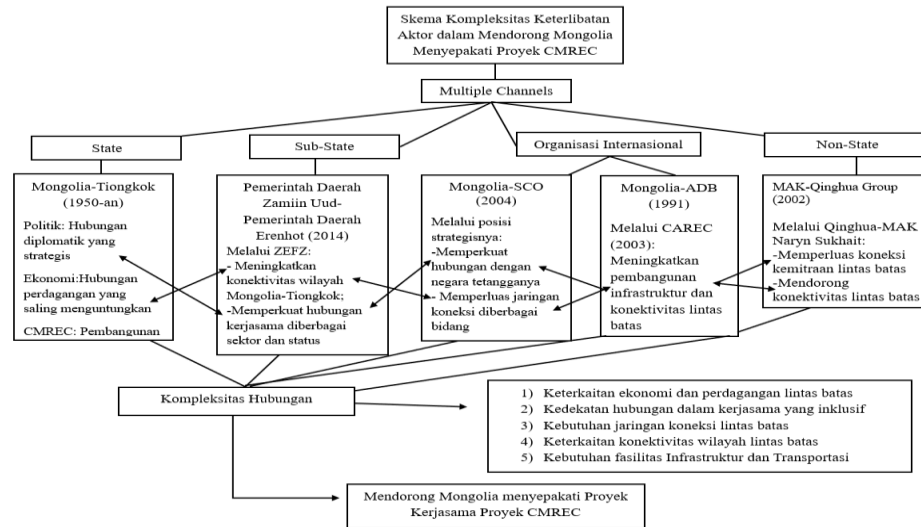 Skema Kompleksitas Keterlibatan
Aktor dalam Mendorong Mongolia
Menyepakati Proyek CMREC
Multiple Channels
State
Sub-State
Organisasi Internasional
Non-State
Mongolia-Tiongkok
(1950-an)
Politik: Hubungan
diplomatik yang
strategis
Ekonomi:Hubungan
perdagangan yang
saling menguntungkan
CMREC: Pembangunan
Pemerintah Daerah
Zamiin Uud-
Pemerintah Daerah
Erenhot (2014)
Melalui ZEFZ:
- Meningkatkan
konektivitas wilayah
Mongolia-Tiongkok;
-Memperkuat hubungan
kerjasama diberbagai
sektor dan status
Mongolia-SCO
(2004)
Melalui posisi
strategisnya:
-Memperkuat
hubungan dengan
negara tetangganya
- Memperluas jaringan
koneksi diberbagai
bidang
Mongolia-ADB
(1991)
Melalui CAREC
(2003):
Meningkatkan
pembangunan
infrastruktur dan
konektivitas lintas
batas
MAK-Qinghua Group
(2002)
Melalui Qinghua-MAK
Naryn Sukhait:
-Memperluas koneksi
kemitraan lintas batas
-Mendorong
konektivitas lintas batas
Kompleksitas Hubungan
1) Keterkaitan ekonomi dan perdagangan lintas batas
2) Kedekatan hubungan dalam kerjasama yang inklusif
3) Kebutuhan jaringan koneksi lintas batas
4) Keterkaitan konektivitas wilayah lintas batas
5) Kebutuhan fasilitas Infrastruktur dan Transportasi
Mendorong Mongolia menyepakati Proyek
Kerjasama Proyek CMREC